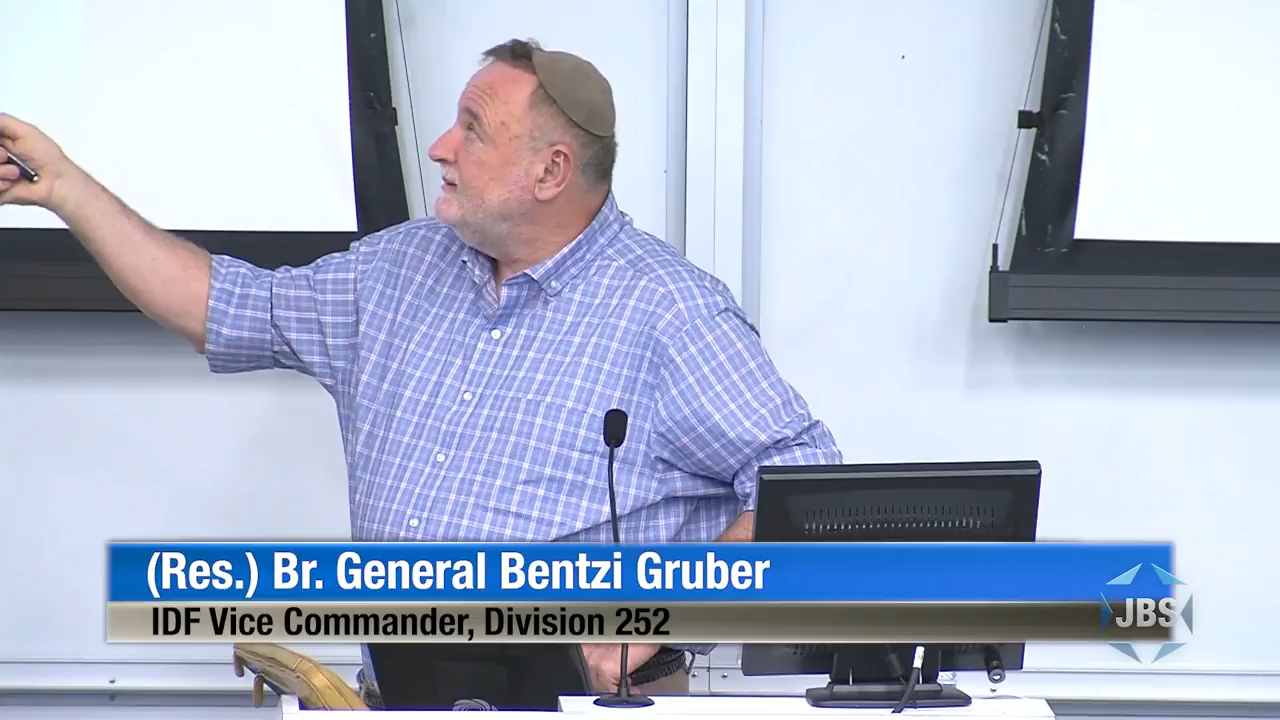 (Res.) Br. General Bentzi Gruber
IDF Vice Commander, Division 252
JBS